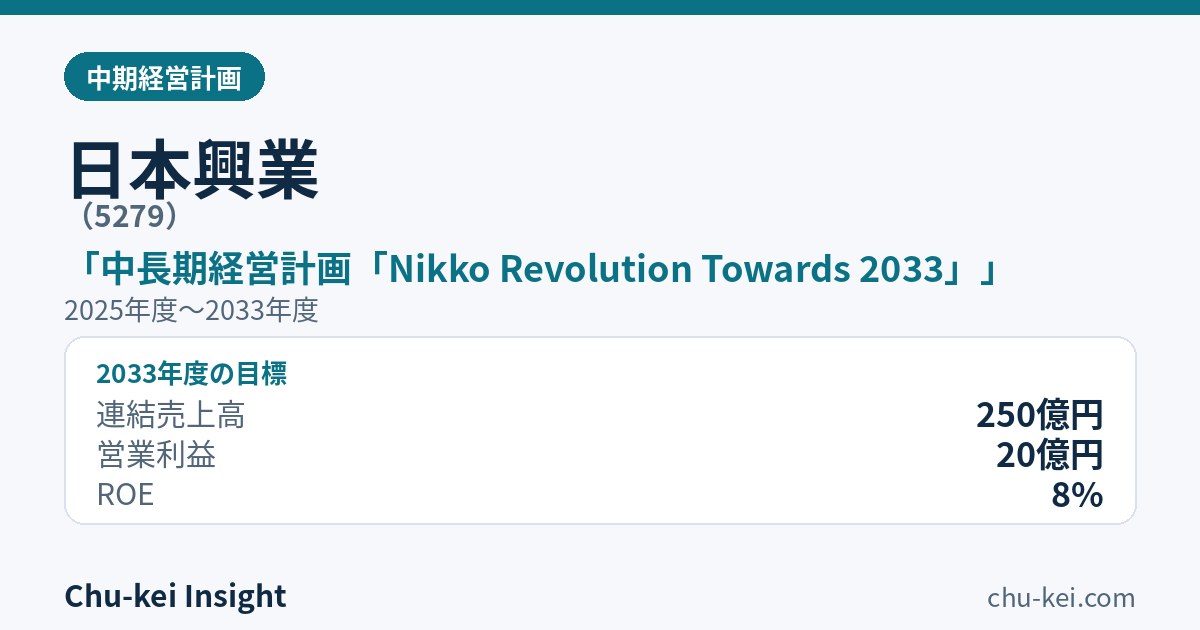 中期経営計画
日本興業
（5279）
「中長期経営計画「Nikko Revolution Towards 2033」」
2025年度～2033年度
2033年度の目標
連結売上高 250億円
営業利益 20億円
ROE 8%
Chu-kei Insight chu-kei.com